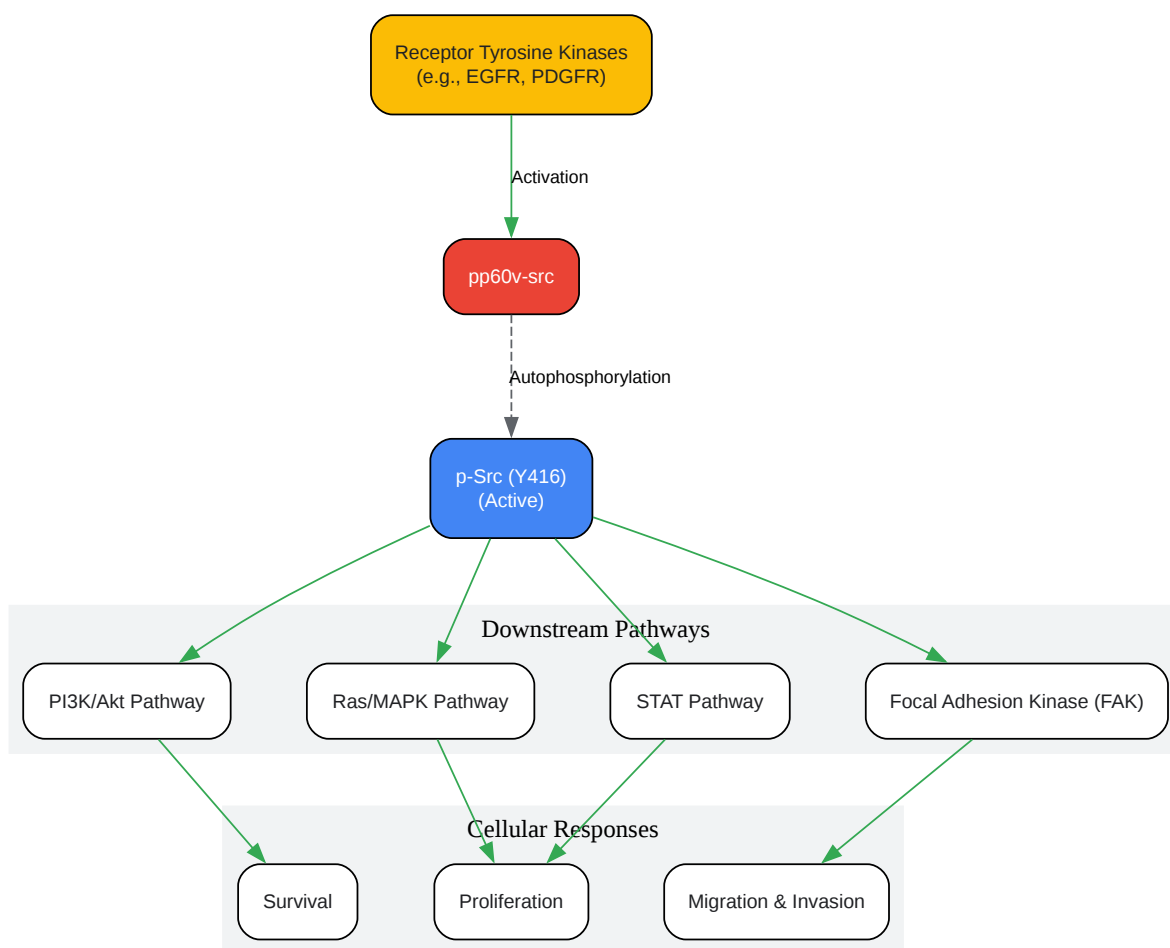 Receptor Tyrosine Kinases
(e.g., EGFR, PDGFR)
Activation
pp60v-src
Autophosphorylation
p-Src (Y416)
(Active)
Downstream Pathways
PI3K/Akt Pathway
Ras/MAPK Pathway
STAT Pathway
Focal Adhesion Kinase (FAK)
Cellular Responses
Survival
Proliferation
Migration & Invasion